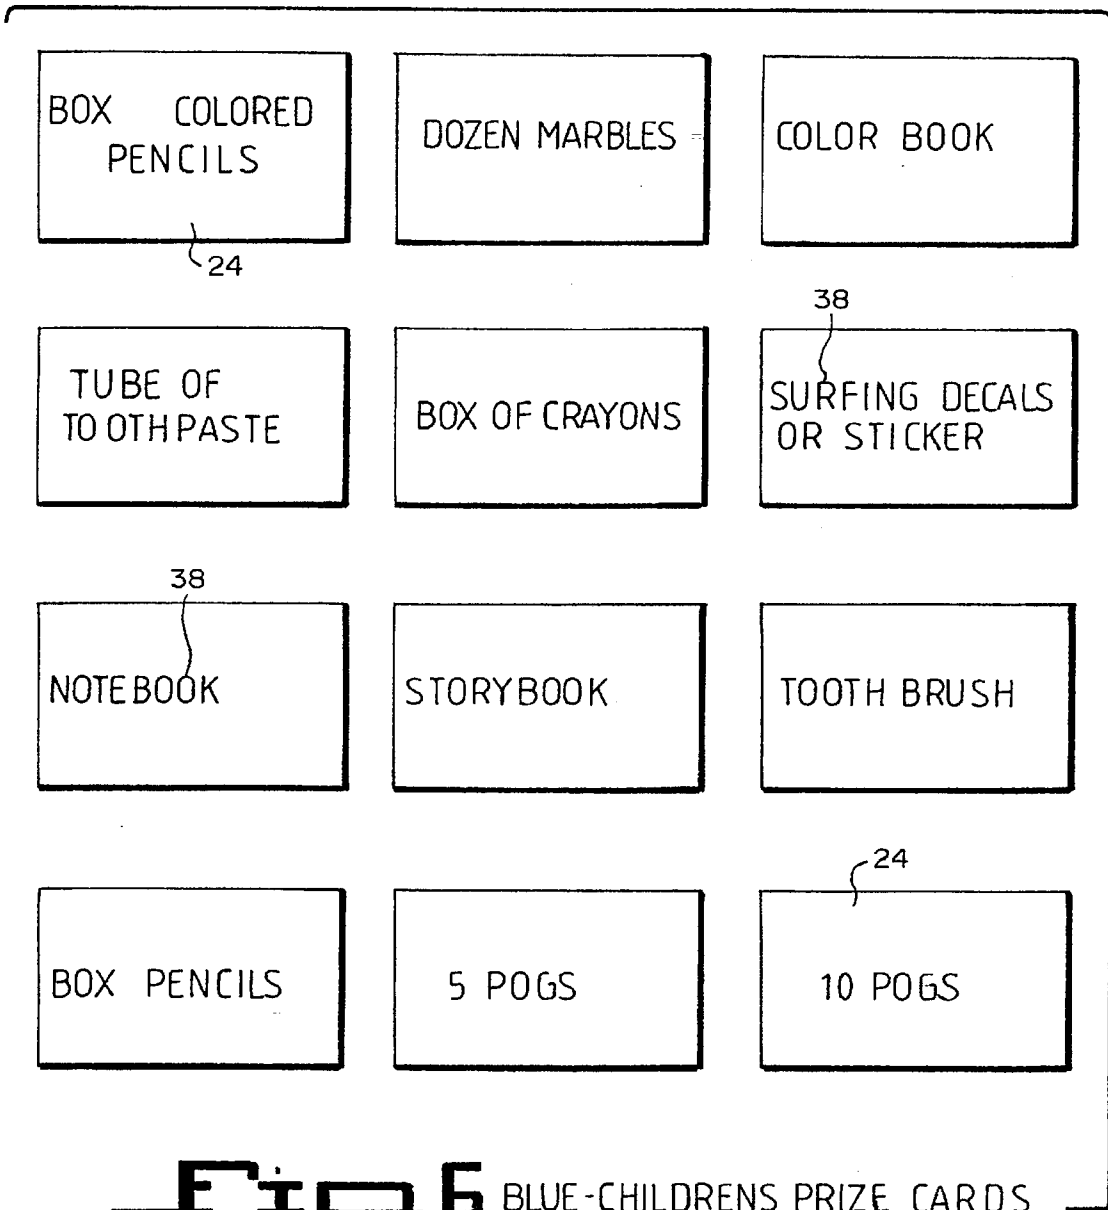 BOX COLORED
PENCILS
24
DOZEN MARBLES
COLOR BOOK
TUBE OF
TOOTHPASTE
BOX OF CRAYONS
38
SURFING DECALS
OR STICKER
38
NOTEBOOK
STORYBOOK
TOOTH BRUSH
BOX PENCILS
5 POGS
24
10 POGS
Fig 6 BLUE-CHILDRENS PRIZE CARDS